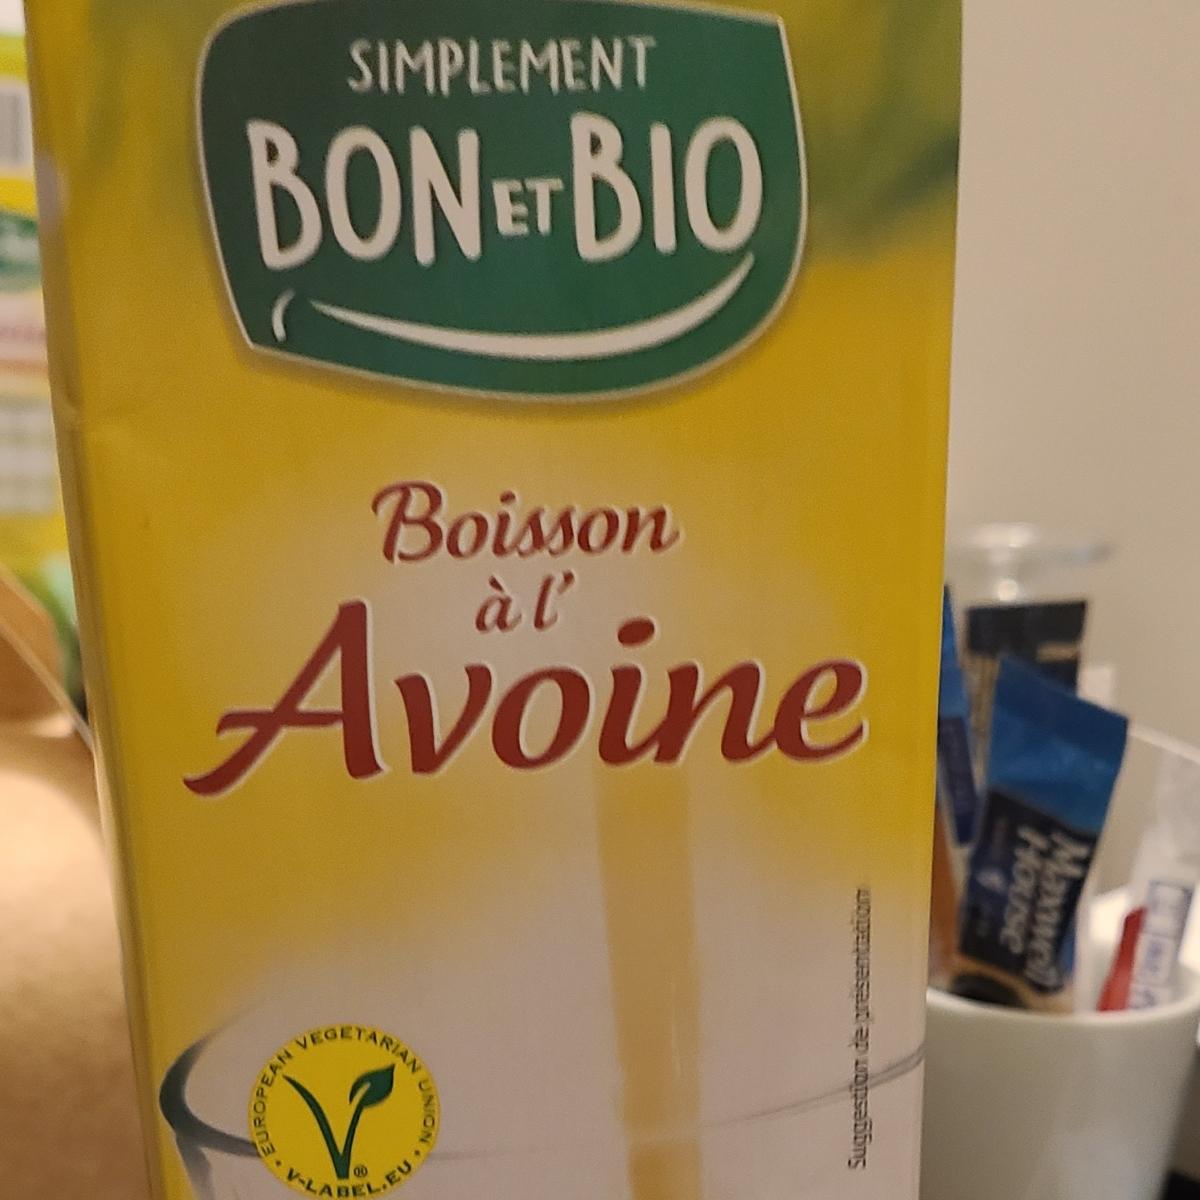 SIMPLEMENT
BON ET BIO
Boisson
à l'
Avoine
Suggestion de présentation
EUROPEAN VEGETARIAN UNION
V-LABEL.EU
®
Maxwell
House